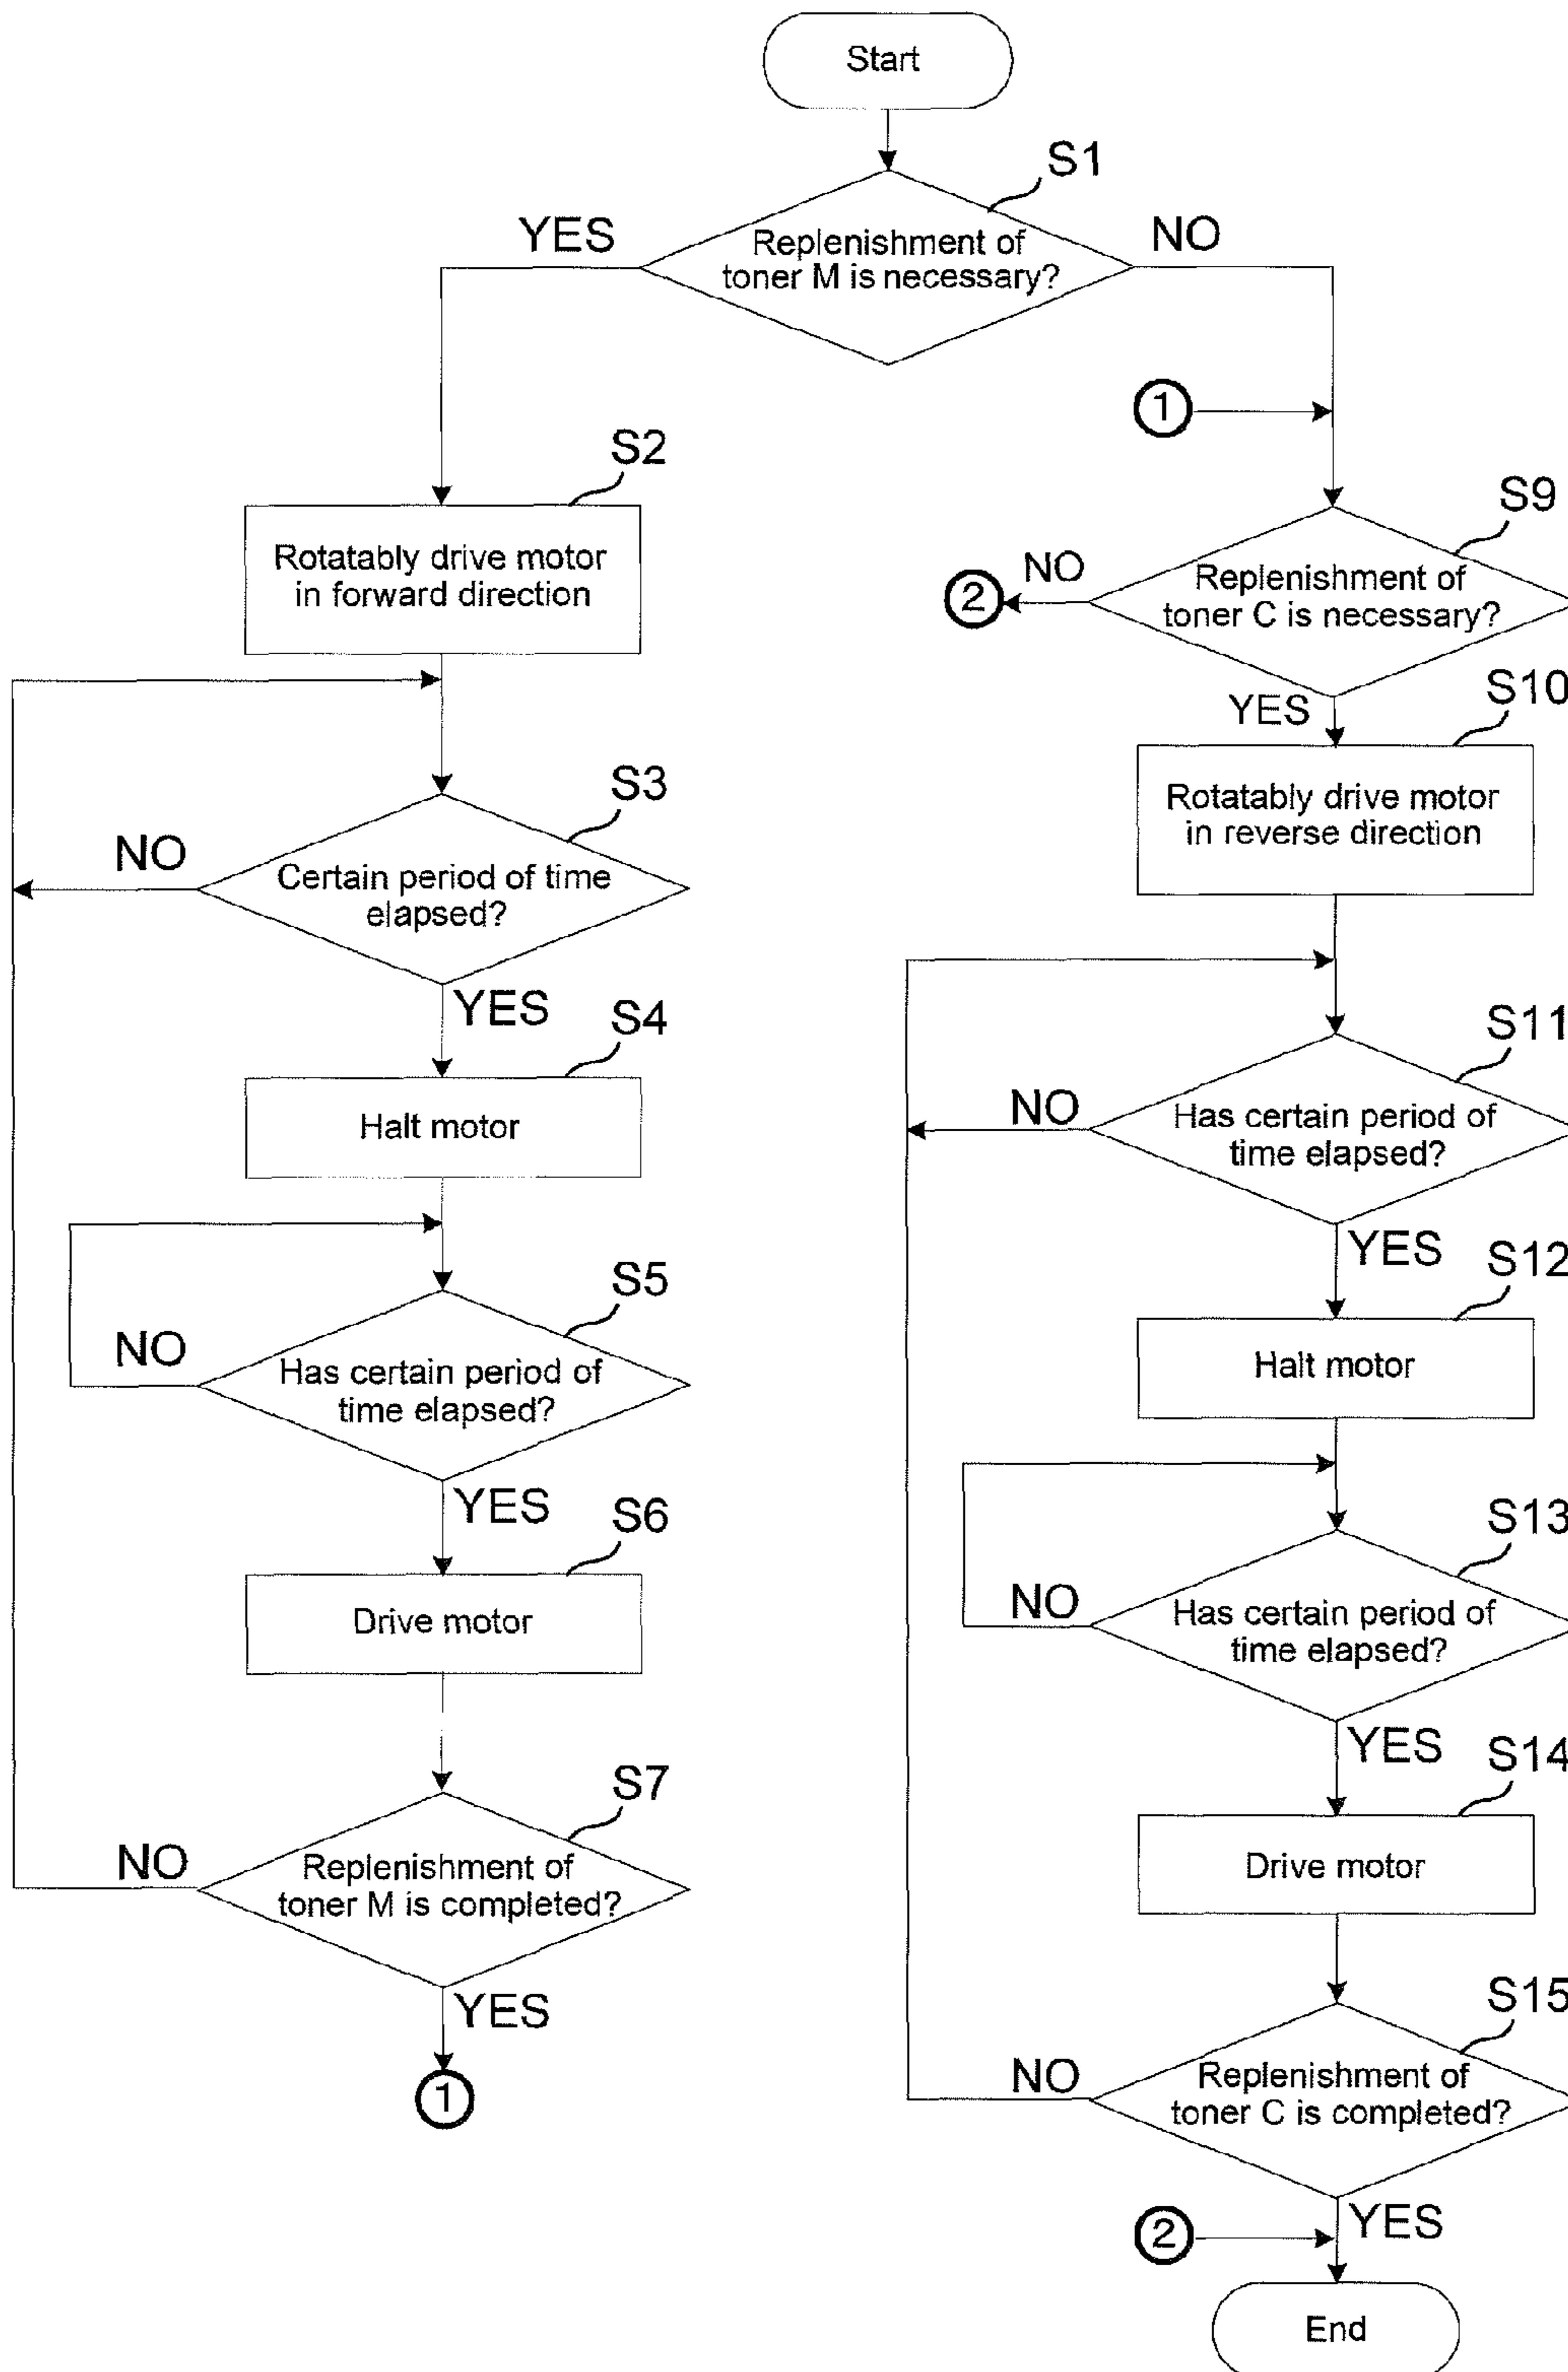 Start
S1
YES
Replenishment of
toner M is necessary?
NO
1
S2
Rotatably drive motor
in forward direction
S9
NO
2
Replenishment of
toner C is necessary?
YES
S10
Rotatably drive motor
in reverse direction
S3
NO
Certain period of time
elapsed?
YES
S4
Halt motor
S11
NO
Has certain period of
time elapsed?
YES
S12
Halt motor
S5
NO
Has certain period of
time elapsed?
YES
S6
Drive motor
S13
NO
Has certain period of
time elapsed?
YES
S14
Drive motor
S7
NO
Replenishment of
toner M is completed?
YES
1
S15
NO
Replenishment of
toner C is completed?
YES
2
End